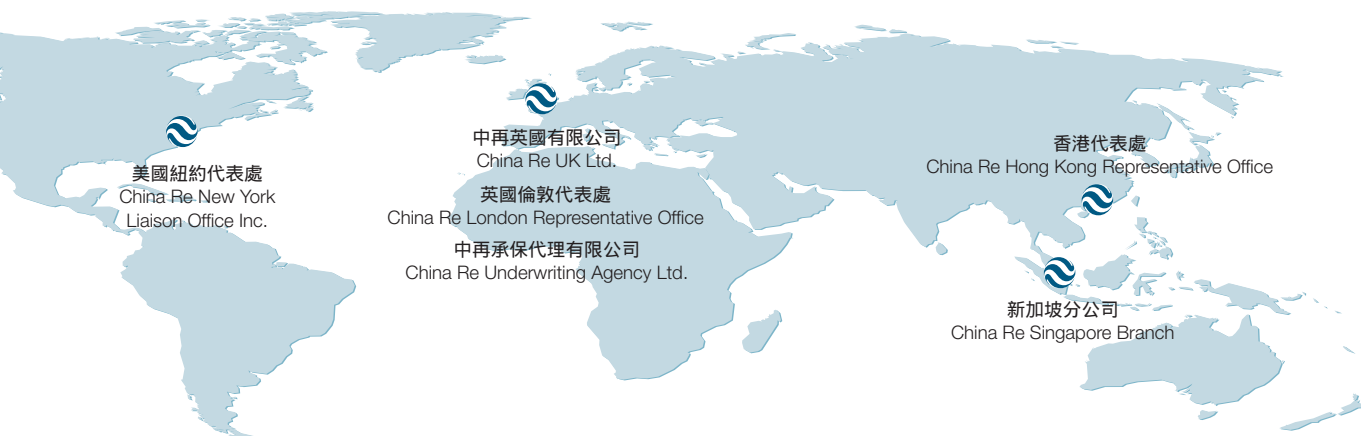 美國紐約代表處
China Re New York
Liaison Office Inc.
中再英國有限公司
China Re UK Ltd.
英國倫敦代表處
China Re London Representative Office
中再承保代理有限公司
China Re Underwriting Agency Ltd.
香港代表處
China Re Hong Kong Representative Office
新加坡分公司
China Re Singapore Branch